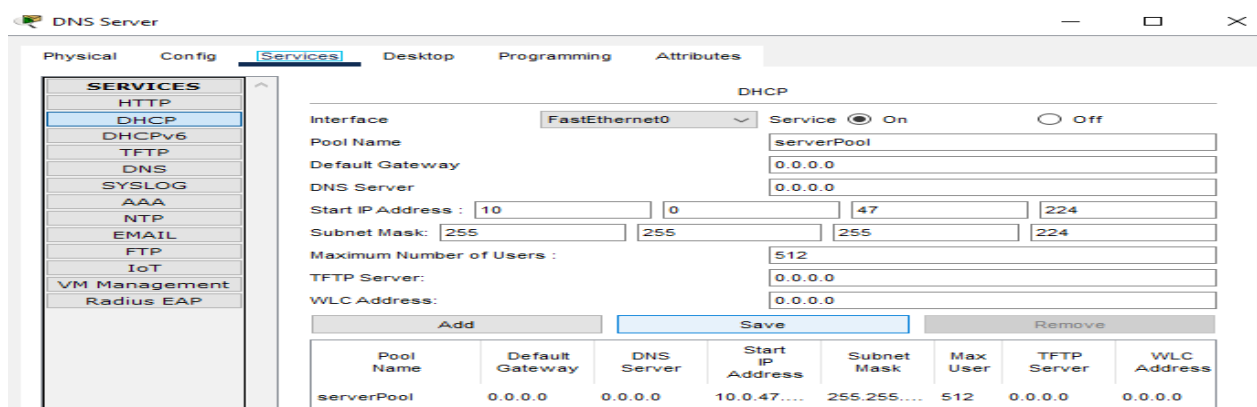 DNS Server
Physical Config Services Desktop Programming Attributes
SERVICES
HTTP
DHCP
DHCPv6
TFTP
DNS
SYSLOG
AAA
NTP
EMAIL
FTP
IoT
VM Management
Radius EAP
DHCP
Interface FastEthernet0 Service On Off
Pool Name serverPool
Default Gateway 0.0.0.0
DNS Server 0.0.0.0
Start IP Address : 10 0 47 224
Subnet Mask: 255 255 255 224
Maximum Number of Users : 512
TFTP Server: 0.0.0.0
WLC Address: 0.0.0.0
Add Save Remove
Pool Name Default Gateway DNS Server Start IP Address Subnet Mask Max User TFTP Server WLC Address
serverPool 0.0.0.0 0.0.0.0 10.0.47.... 255.255.... 512 0.0.0.0 0.0.0.0